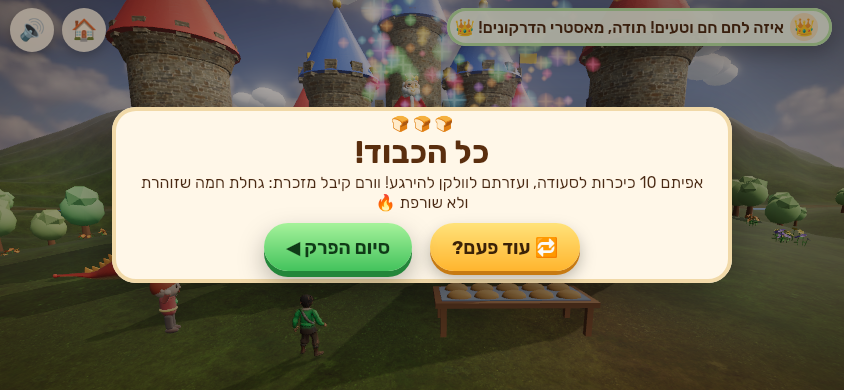 איזה לחם חם וטעים! תודה, מאסטרי הדרקונים!
כל הכבוד!
אפיתם 10 כיכרות לסעודה, ועזרתם לוולקן להירגע! וורם קיבל מזכרת: גחלת חמה שזוהרת
ולא שורפת
עוד פעם?
סיום הפרק